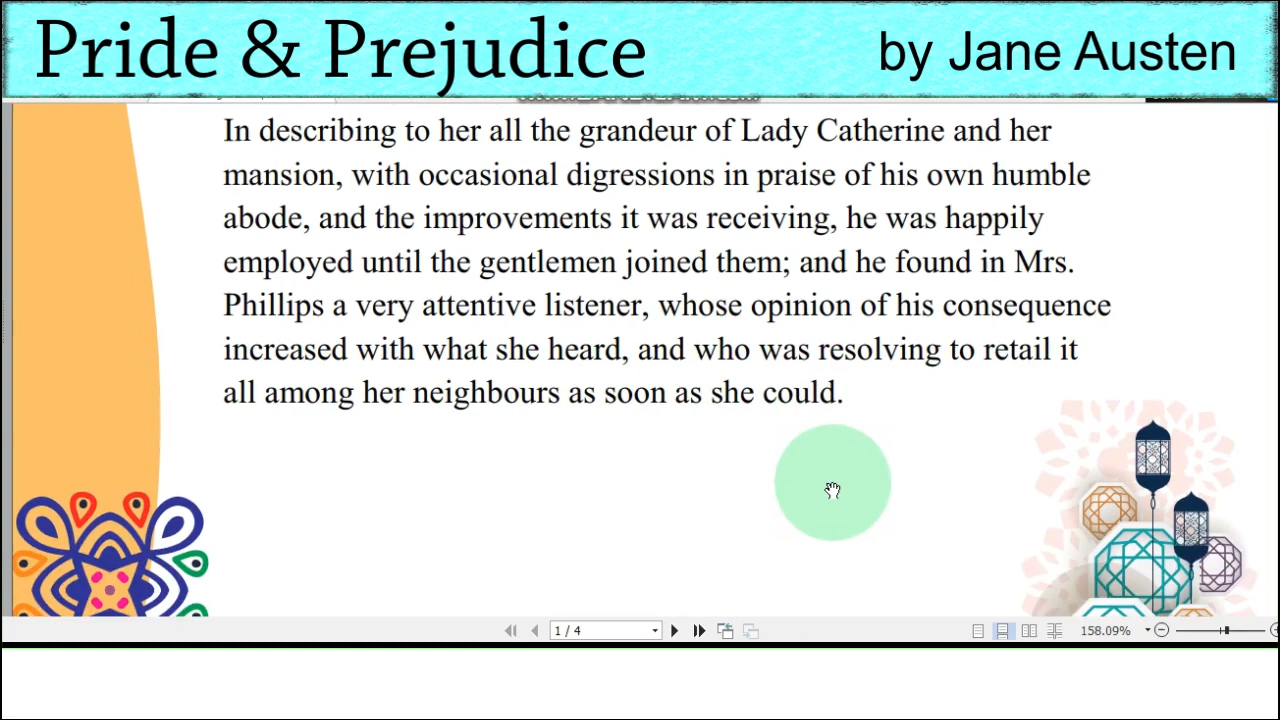 Pride & Prejudice by Jane Austen
In describing to her all the grandeur of Lady Catherine and her
mansion, with occasional digressions in praise of his own humble
abode, and the improvements it was receiving, he was happily
employed until the gentlemen joined them; and he found in Mrs.
Phillips a very attentive listener, whose opinion of his consequence
increased with what she heard, and who was resolving to retail it
all among her neighbours as soon as she could.
1 / 4
158.09%